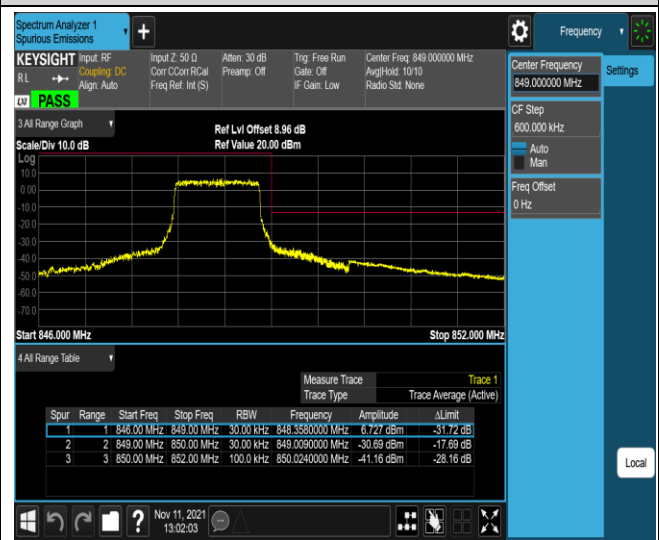 Spectrum Analyzer 1
Spurious Emissions
Frequency
KEYSIGHT
RL
Input: RF
Coupling: DC
Align: Auto
Input Z: 50 Ω
Corr CCorr RCal
Freq Ref: Int (S)
Atten: 30 dB
Preamp: Off
Trig: Free Run
Gate: Off
IF Gain: Low
Center Freq: 849.000000 MHz
Avg|Hold: 10/10
Radio Std: None
LW PASS
Center Frequency
849.000000 MHz
Settings
CF Step
600.000 kHz
Auto
Man
Freq Offset
0 Hz
3 All Range Graph
Scale/Div 10.0 dB
Ref Lvl Offset 8.96 dB
Ref Value 20.00 dBm
Log
10.0
0.00
-10.0
-20.0
-30.0
-40.0
-50.0
-60.0
-70.0
Start 846.000 MHz
Stop 852.000 MHz
4 All Range Table
Measure Trace Trace 1
Trace Type Trace Average (Active)
Spur Range Start Freq Stop Freq RBW Frequency Amplitude ΔLimit
1 1 846.00 MHz 849.00 MHz 30.00 kHz 848.3580000 MHz 6.727 dBm -31.72 dB
2 2 849.00 MHz 850.00 MHz 30.00 kHz 849.0090000 MHz -30.69 dBm -17.69 dB
3 3 850.00 MHz 852.00 MHz 100.0 kHz 850.0240000 MHz -41.16 dBm -28.16 dB
Local
?
Nov 11, 2021
13:02:03